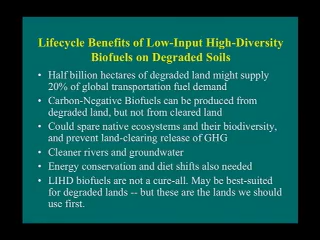 Lifecycle Benefits of Low-Input High-Diversity
Biofuels on Degraded Soils
• Half billion hectares of degraded land might supply
20% of global transportation fuel demand
• Carbon-Negative Biofuels can be produced from
degraded land, but not from cleared land
• Could spare native ecosystems and their biodiversity,
and prevent land-clearing release of GHG
• Cleaner rivers and groundwater
• Energy conservation and diet shifts also needed
• LIHD biofuels are not a cure-all. May be best-suited
for degraded lands -- but these are the lands we should
use first.